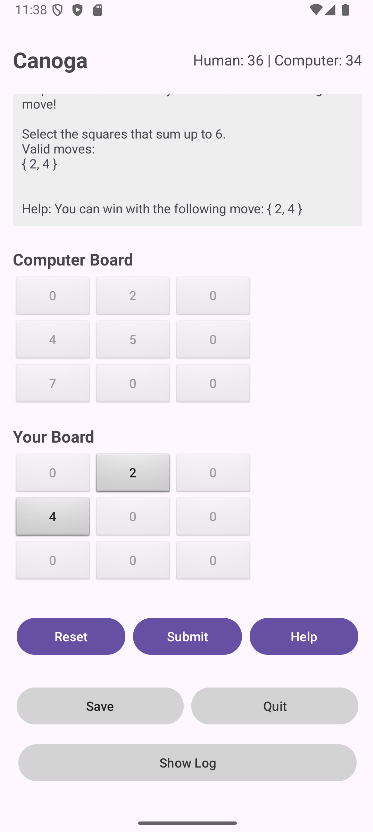 11:38
Canoga
Human: 36 | Computer: 34
move!
Select the squares that sum up to 6.
Valid moves:
{ 2, 4 }
Help: You can win with the following move: { 2, 4 }
Computer Board
0 2 0
4 5 0
7 0 0
Your Board
0 2 0
4 0 0
0 0 0
Reset Submit Help
Save Quit
Show Log